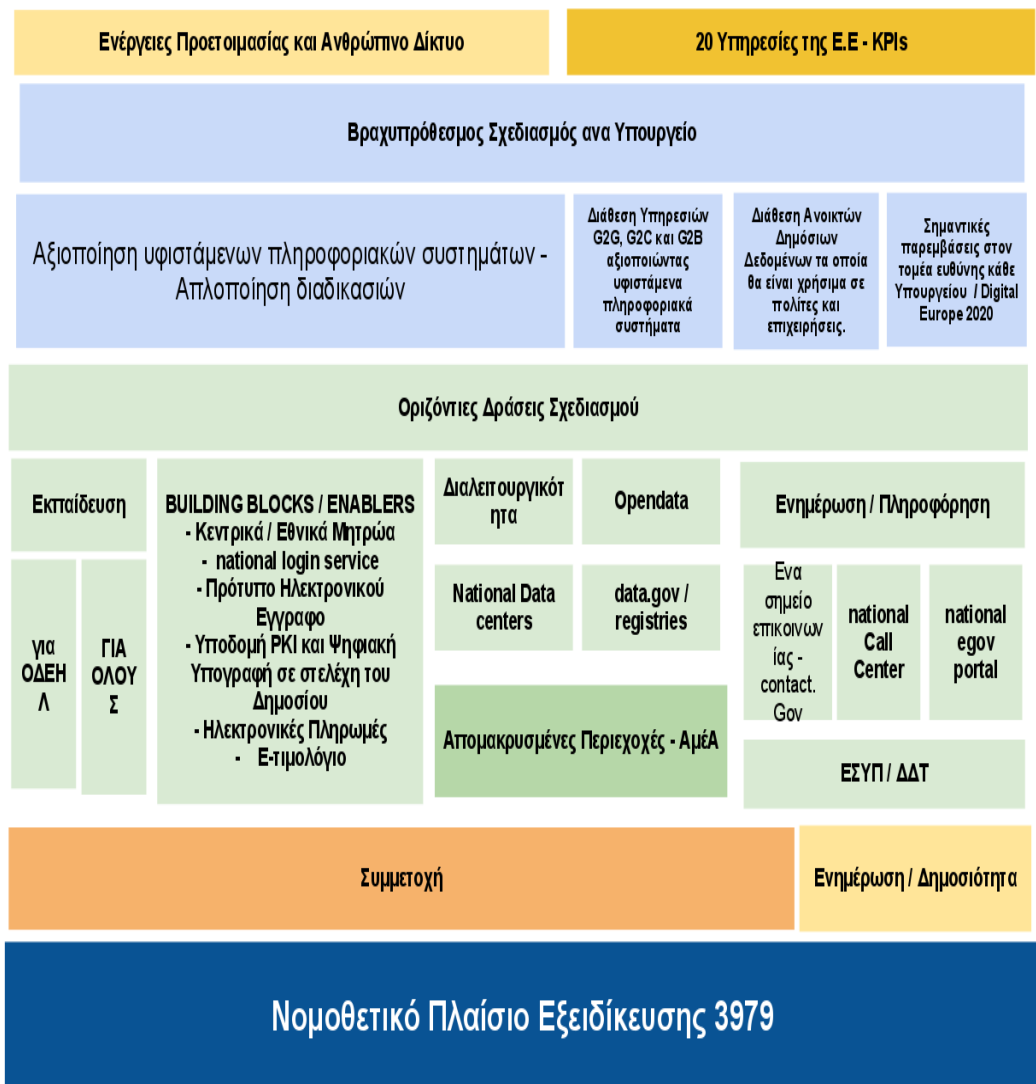 Ενέργειες Προετοιμασίας και Ανθρώπινο Δίκτυο
20 Υπηρεσίες της Ε.Ε - KPIs
Βραχυπρόθεσμος Σχεδιασμός ανα Υπουργείο
Αξιοποίηση υφιστάμενων πληροφοριακών συστημάτων -
Απλοποίηση διαδικασιών
Διάθεση Υπηρεσιών
G2G, G2C και G2B
αξιοποιώντας
υφιστάμενα
πληροφοριακά
συστήματα
Διάθεση Ανοικτών
Δημόσιων
Δεδομένων τα οποία
θα είναι χρήσιμα σε
πολίτες και
επιχειρήσεις.
Σημαντικές
παρεμβάσεις στον
τομέα ευθύνης κάθε
Υπουργείου / Digital
Europe 2020
Οριζόντιες Δράσεις Σχεδιασμού
Εκπαίδευση
για
ΟΔΕΗ
Λ
ΓΙΑ
ΟΛΟΥ
Σ
BUILDING BLOCKS / ENABLERS
- Κεντρικά / Εθνικά Μητρώα
- national login service
- Πρότυπο Ηλεκτρονικού
Εγγραφο
- Υποδομή PKI και Ψηφιακή
Υπογραφή σε στελέχη του
Δημοσίου
- Ηλεκτρονικές Πληρωμές
- Ε-τιμολόγιο
Διαλειτουργικότ
ητα
Opendata
National Data
centers
data.gov /
registries
Απομακρυσμένες Περιεχοχές - ΑμέΑ
Ενημέρωση / Πληροφόρηση
Ενα
σημείο
επικοινων
ίας -
contact.
Gov
national
Call
Center
national
egov
portal
ΕΣΥΠ / ΔΔΤ
Συμμετοχή
Ενημέρωση / Δημοσιότητα
Νομοθετικό Πλαίσιο Εξειδίκευσης 3979